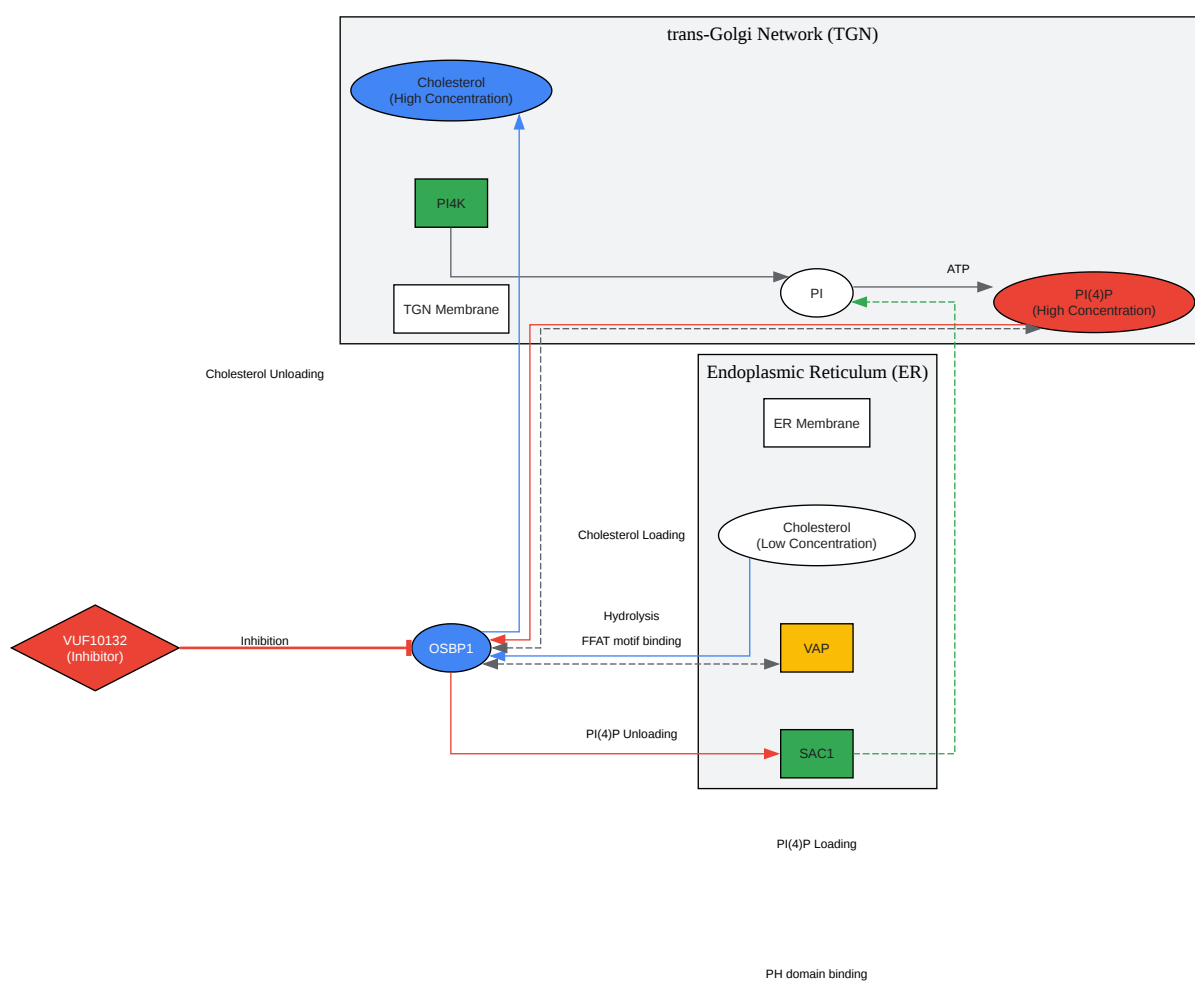 trans-Golgi Network (TGN)
Cholesterol
(High Concentration)
PI4K
ATP
PI
PI(4)P
(High Concentration)
TGN Membrane
Cholesterol Unloading
Endoplasmic Reticulum (ER)
ER Membrane
Cholesterol Loading
Cholesterol
(Low Concentration)
Hydrolysis
VUF10132
(Inhibitor)
Inhibition
OSBP1
FFAT motif binding
VAP
PI(4)P Unloading
SAC1
PI(4)P Loading
PH domain binding